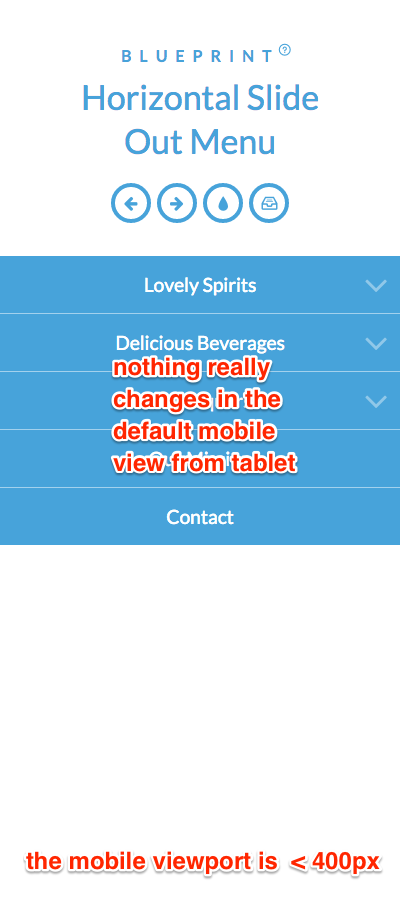 BLUEPRINT ?
Horizontal Slide
Out Menu
Lovely Spirits
Delicious Beverages
nothing really
changes in the
default mobile
view from tablet
Contact
the mobile viewport is < 400px